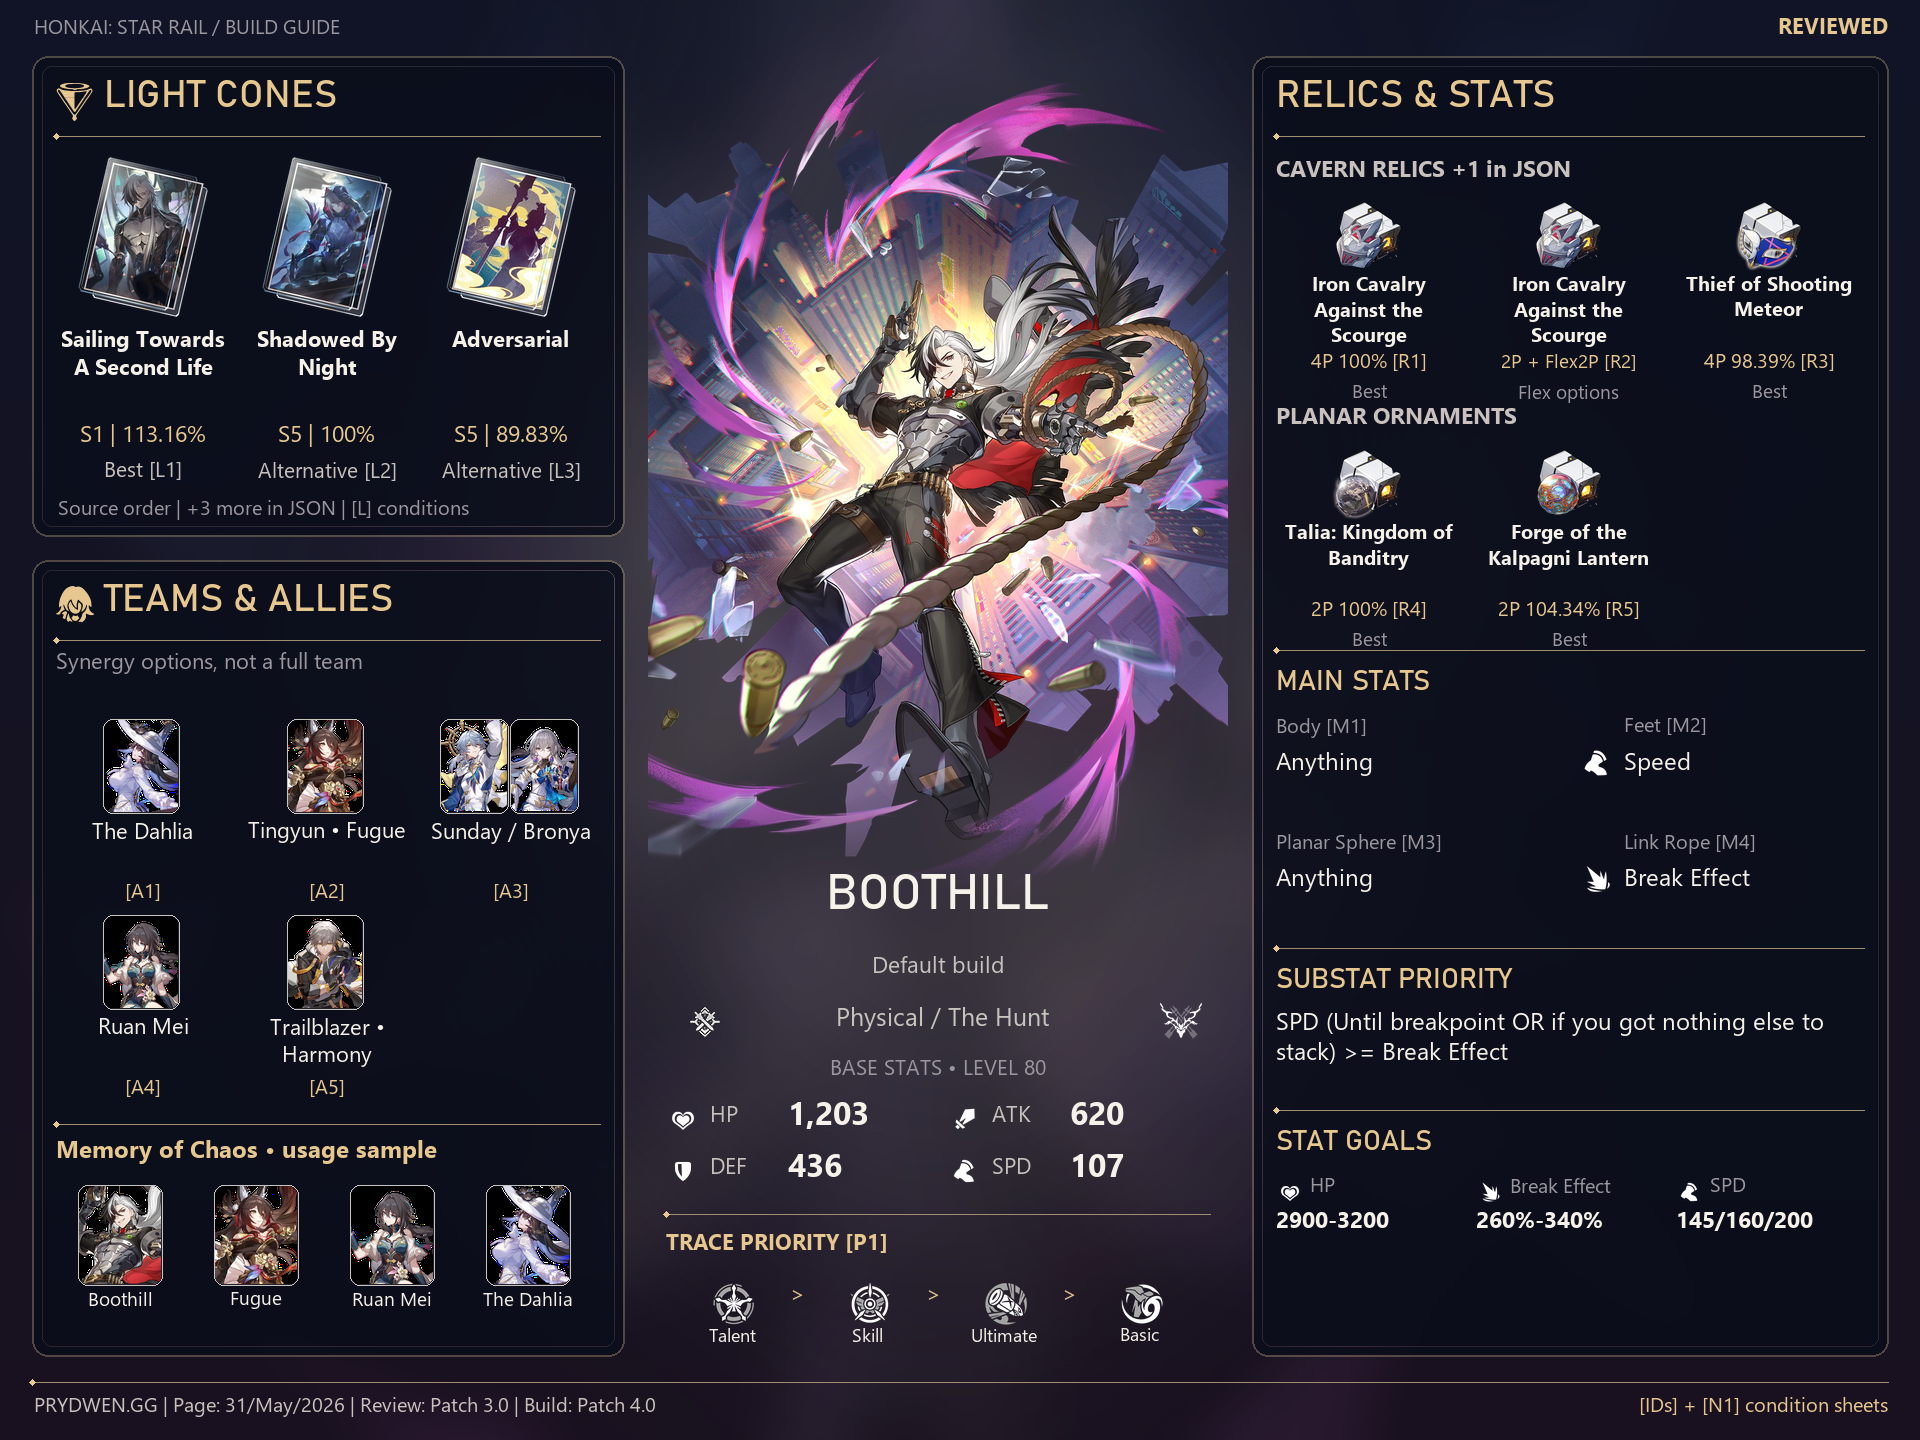 HONKAI: STAR RAIL / BUILD GUIDE
REVIEWED
LIGHT CONES
Sailing Towards
A Second Life
S1 | 113.16%
Best [L1]
Shadowed By
Night
S5 | 100%
Alternative [L2]
Adversarial
S5 | 89.83%
Alternative [L3]
Source order | +3 more in JSON | [L] conditions
TEAMS & ALLIES
Synergy options, not a full team
The Dahlia
[A1]
Tingyun • Fugue
[A2]
Sunday / Bronya
[A3]
Ruan Mei
[A4]
Trailblazer •
Harmony
[A5]
Memory of Chaos • usage sample
Boothill
Fugue
Ruan Mei
The Dahlia
BOOTHILL
Default build
Physical / The Hunt
BASE STATS • LEVEL 80
HP 1,203
ATK 620
DEF 436
SPD 107
TRACE PRIORITY [P1]
Talent > Skill > Ultimate > Basic
RELICS & STATS
CAVERN RELICS +1 in JSON
Iron Cavalry
Against the
Scourge
4P 100% [R1]
Best
Iron Cavalry
Against the
Scourge
2P + Flex2P [R2]
Flex options
Thief of Shooting
Meteor
4P 98.39% [R3]
Best
PLANAR ORNAMENTS
Talia: Kingdom of
Banditry
2P 100% [R4]
Best
Forge of the
Kalpagni Lantern
2P 104.34% [R5]
Best
MAIN STATS
Body [M1]
Anything
Feet [M2]
Speed
Planar Sphere [M3]
Anything
Link Rope [M4]
Break Effect
SUBSTAT PRIORITY
SPD (Until breakpoint OR if you got nothing else to
stack) >= Break Effect
STAT GOALS
HP
2900-3200
Break Effect
260%-340%
SPD
145/160/200
PRYDWEN.GG | Page: 31/May/2026 | Review: Patch 3.0 | Build: Patch 4.0
[IDs] + [N1] condition sheets